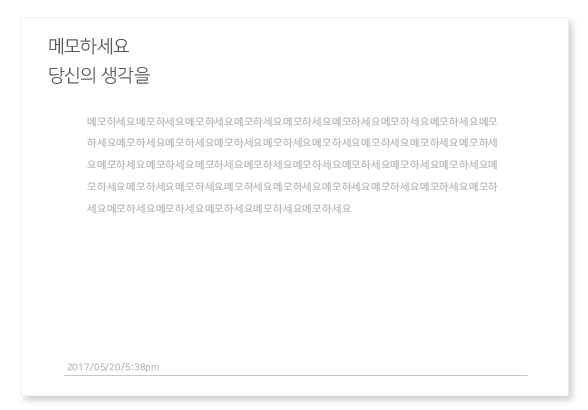 메모하세요
당신의 생각을
메모하세요메모하세요메모하세요메모하세요메모하세요메모하세요메모하세요메모하세요메모
하세요메모하세요메모하세요메모하세요메모하세요메모하세요메모하세요메모하세요메모하세
요메모하세요메모하세요메모하세요메모하세요메모하세요메모하세요메모하세요메모하세요메
모하세요메모하세요메모하세요메모하세요메모하세요메모하세요메모하세요메모하세요메모하
세요메모하세요메모하세요메모하세요메모하세요메모하세요
2017/05/20/5:38pm